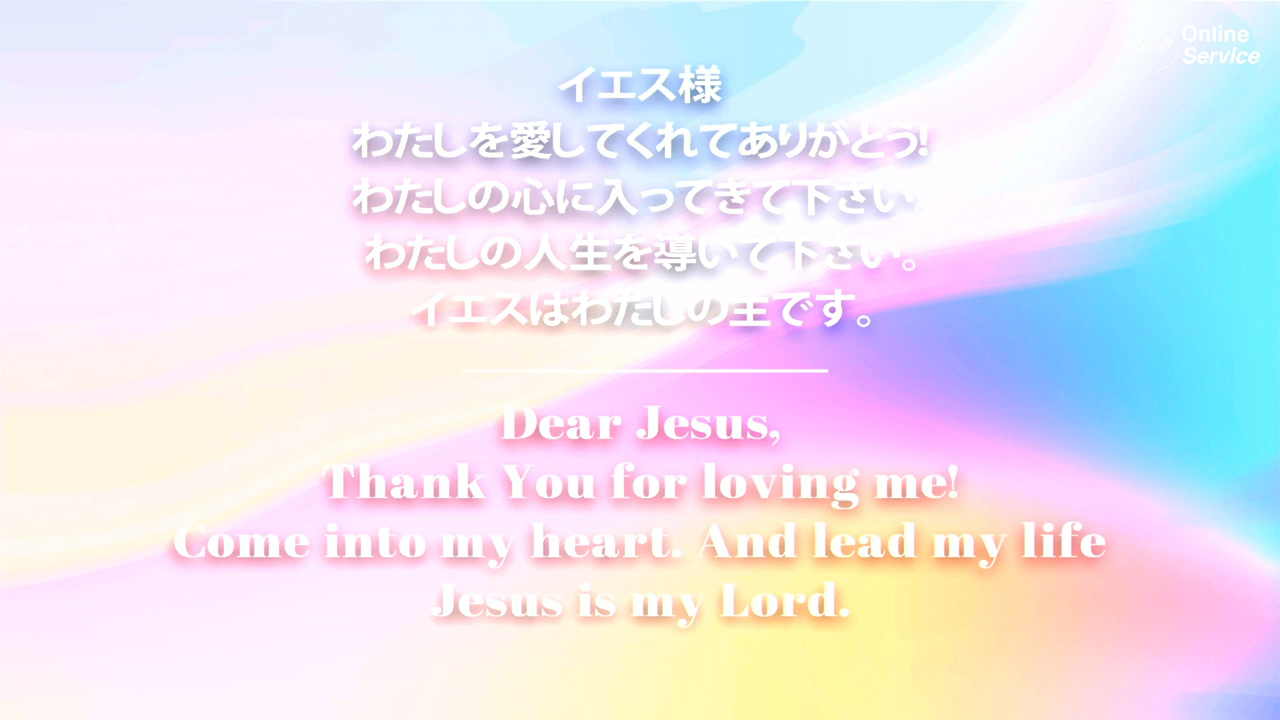 Online
Service
イエス様
わたしを愛してくれてありがとう!
わたしの心に入ってきて下さい。
わたしの人生を導いて下さい。
イエスはわたしの主です。
Dear Jesus,
Thank You for loving me!
Come into my heart. And lead my life
Jesus is my Lord.